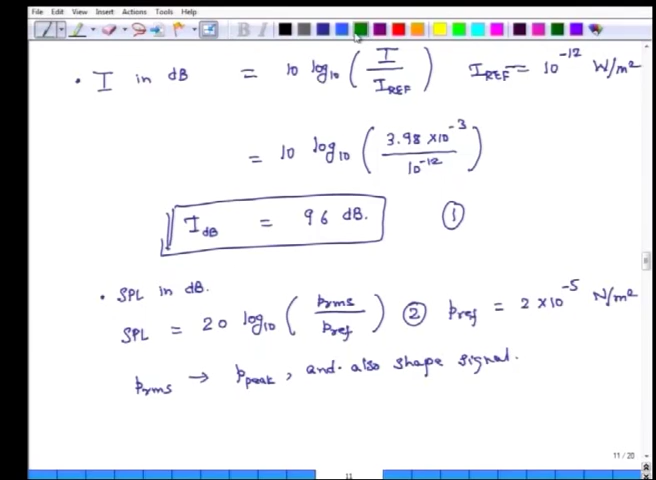 File Edit View Insert Actions Tools Help
B I
• I in dB = 10 log10 ( I / IREF ) IREF = 10^-12 W/m2
= 10 log10 ( 3.98 ×10^-3 / 10^-12 )
IdB = 96 dB. ①
• SPL in dB.
SPL = 20 log10 ( prms / pref ) ② pref = 2 ×10^-5 N/m2
prms → ppeak, and also shape signal.
11 / 20
11